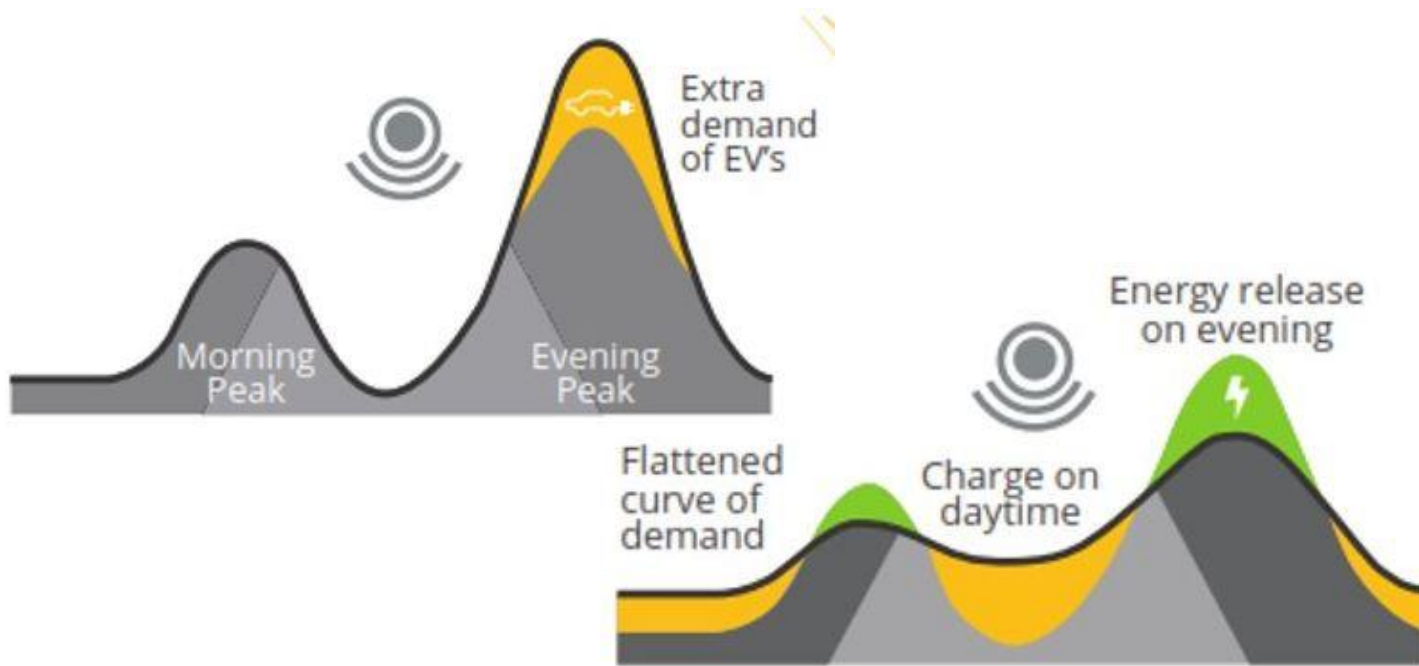 Extra
demand
of EV's
Morning
Peak
Evening
Peak
Energy release
on evening
Flattened
curve of
demand
Charge on
daytime